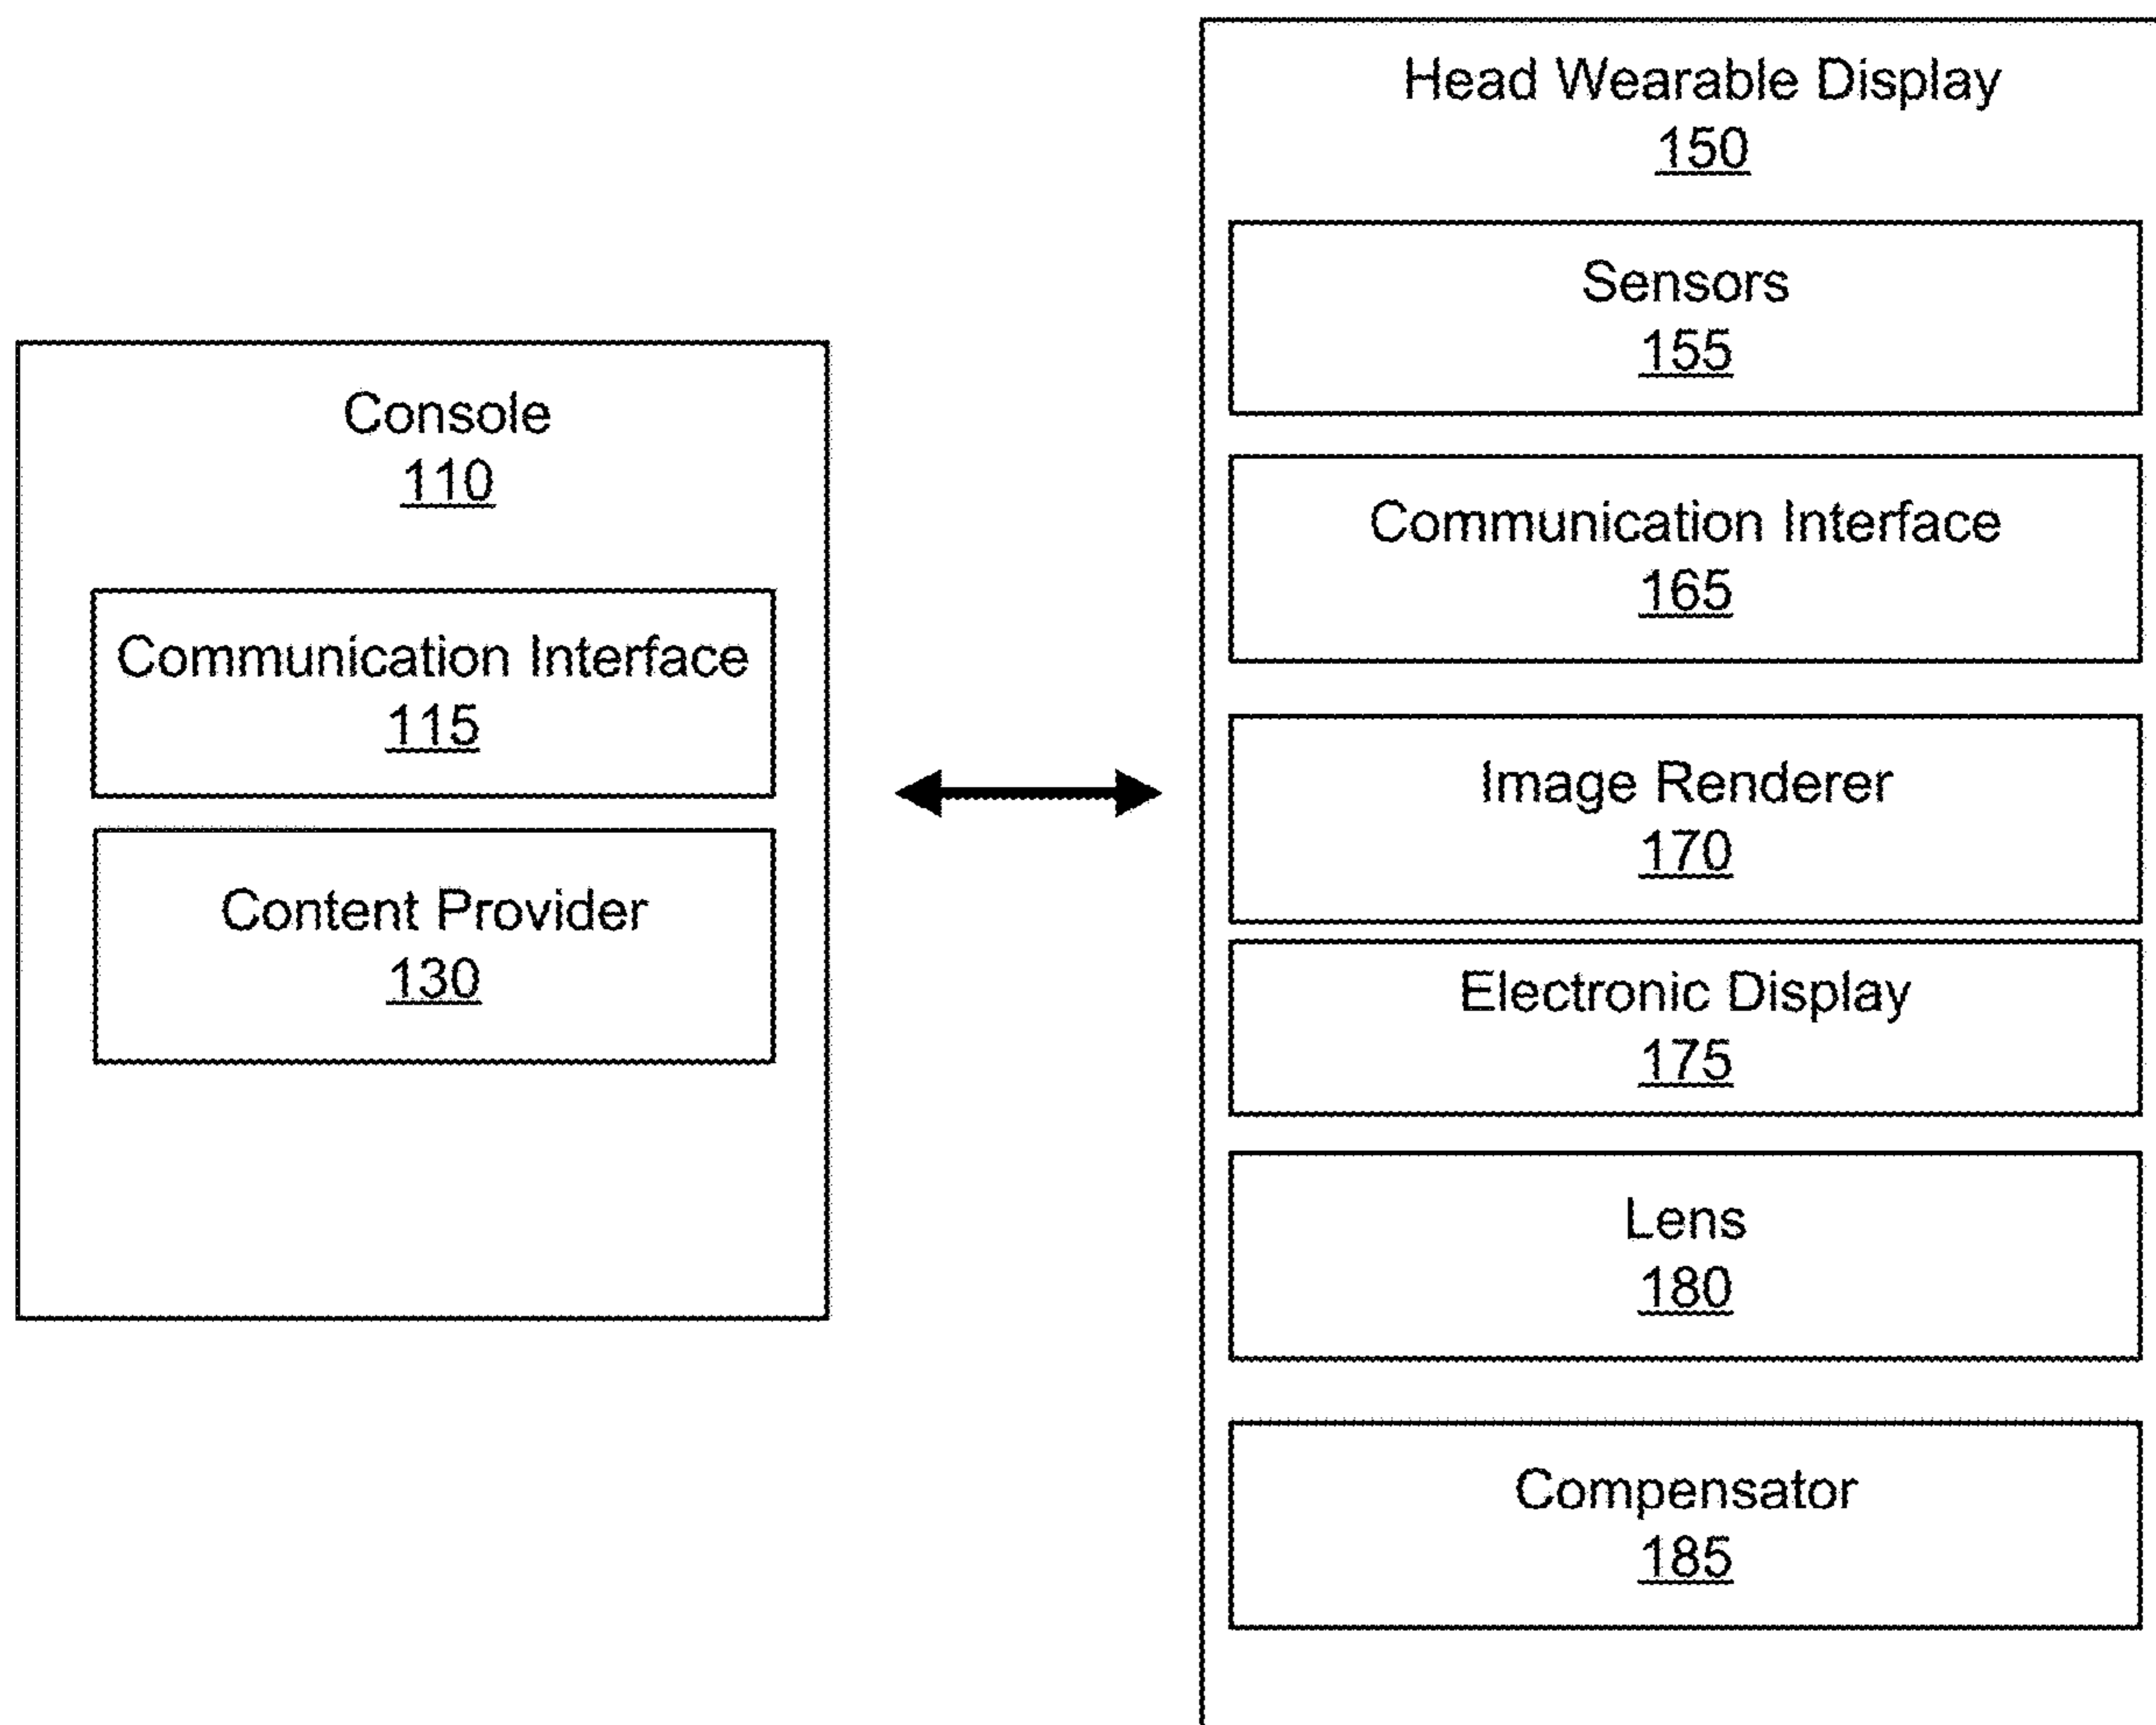 Console
110
Communication Interface
115
Content Provider
130
Head Wearable Display
150
Sensors
155
Communication Interface
165
Image Renderer
170
Electronic Display
175
Lens
180
Compensator
185